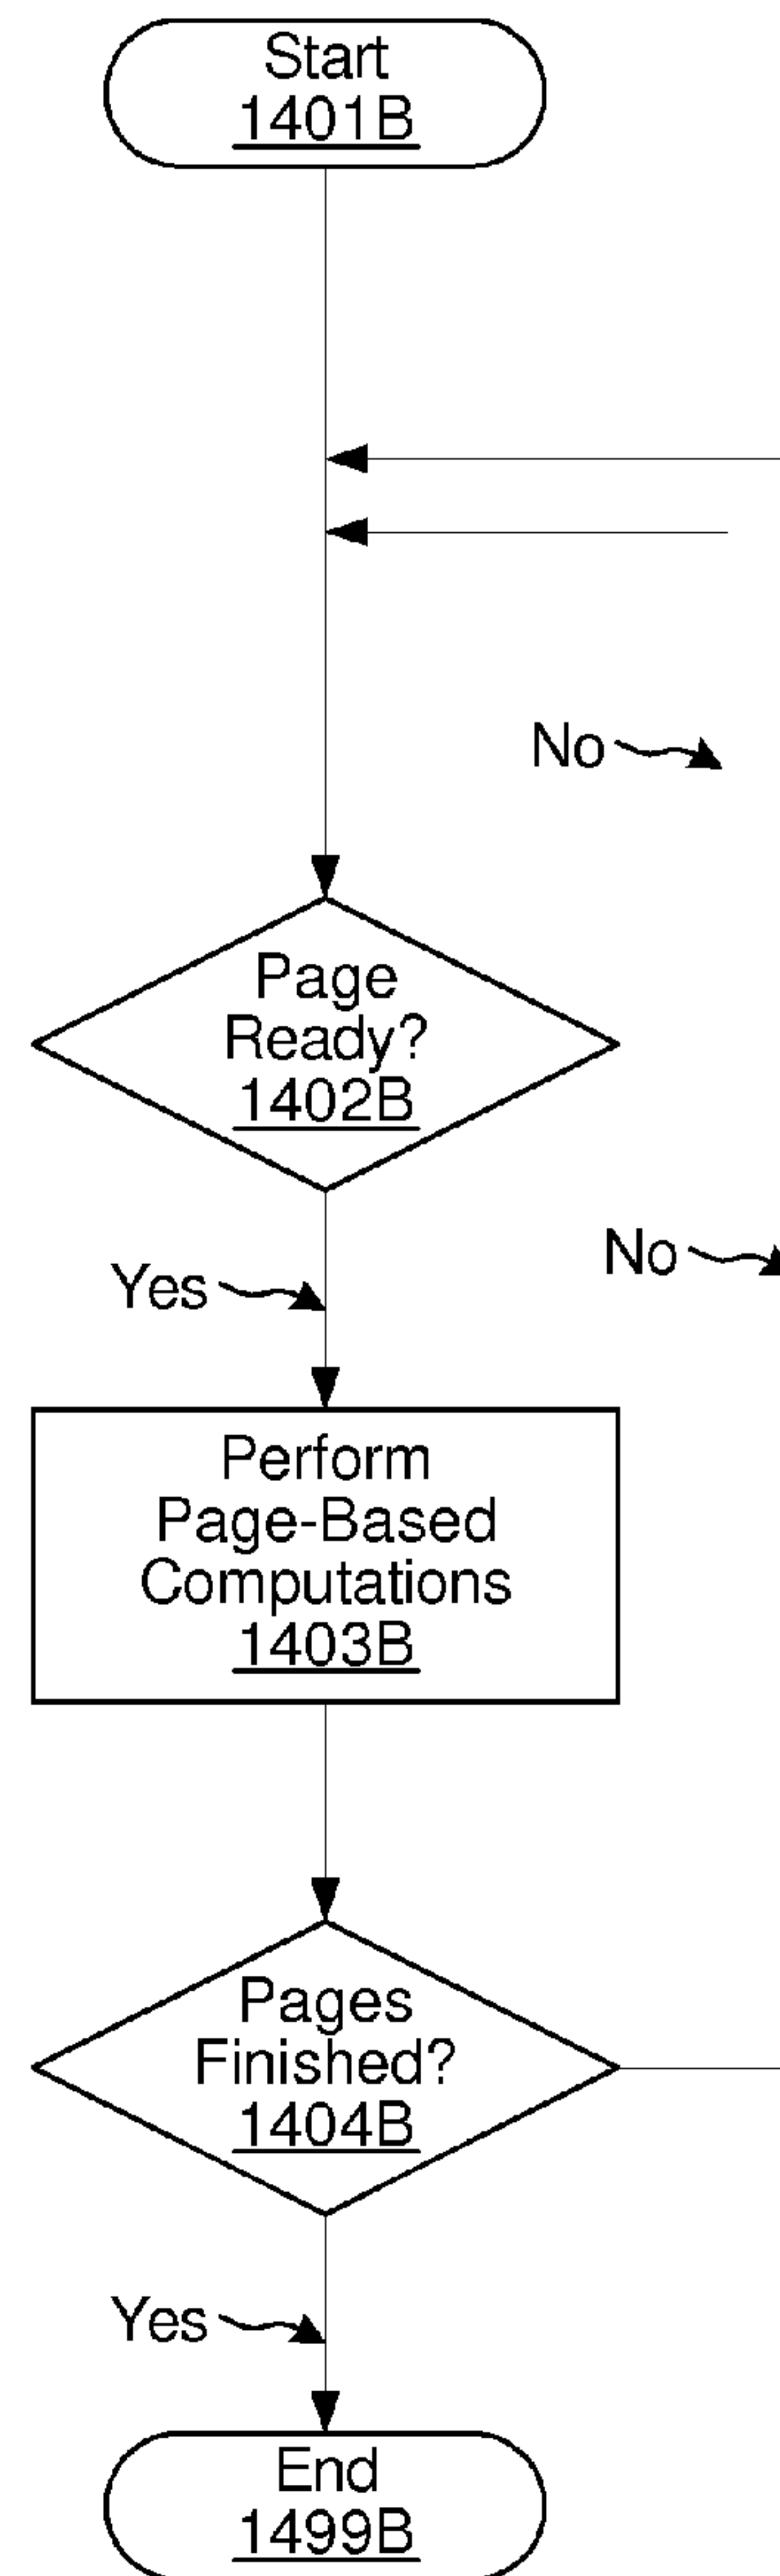 Start
1401B
No
Page
Ready?
1402B
No
Yes
Perform
Page-Based
Computations
1403B
Pages
Finished?
1404B
Yes
End
1499B